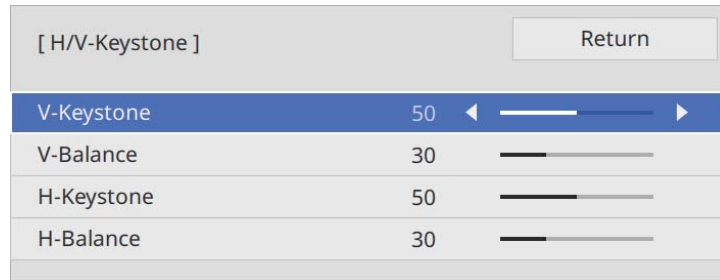 [ H/V-Keystone ] Return
V-Keystone 50
V-Balance 30
H-Keystone 50
H-Balance 30